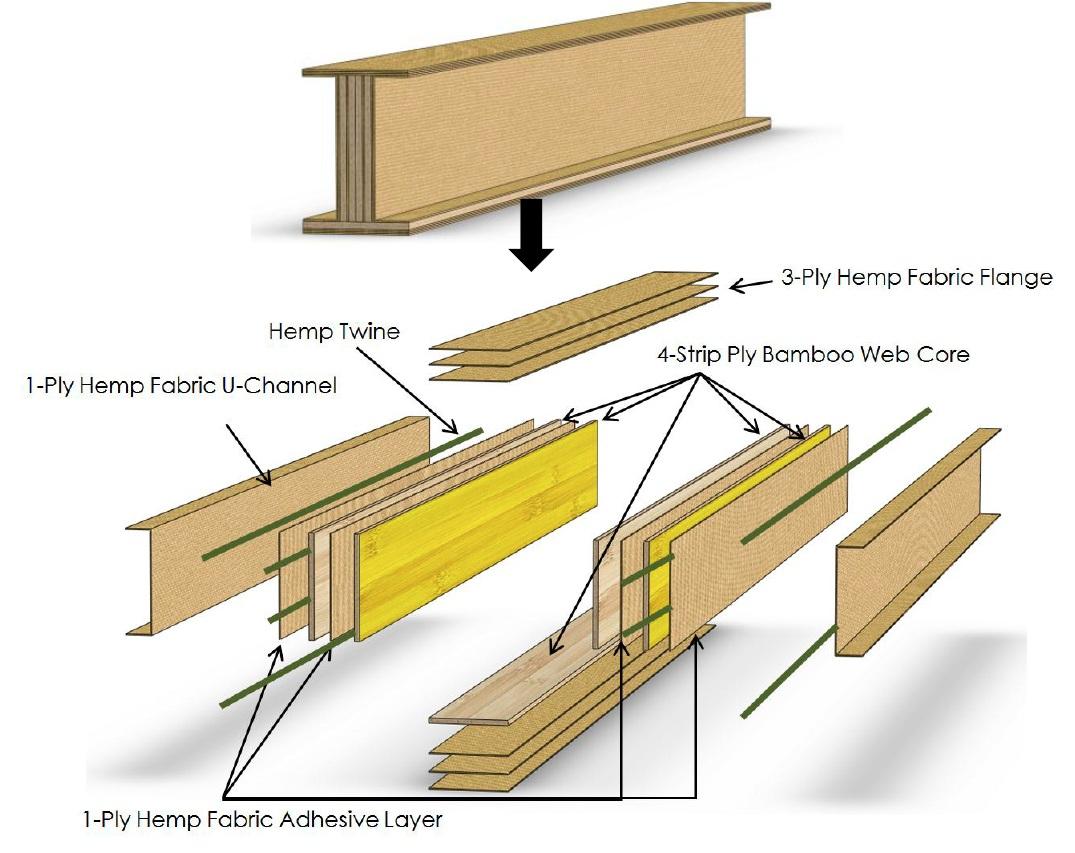 3-Ply Hemp Fabric Flange
Hemp Twine
4-Strip Ply Bamboo Web Core
1-Ply Hemp Fabric U-Channel
1-Ply Hemp Fabric Adhesive Layer